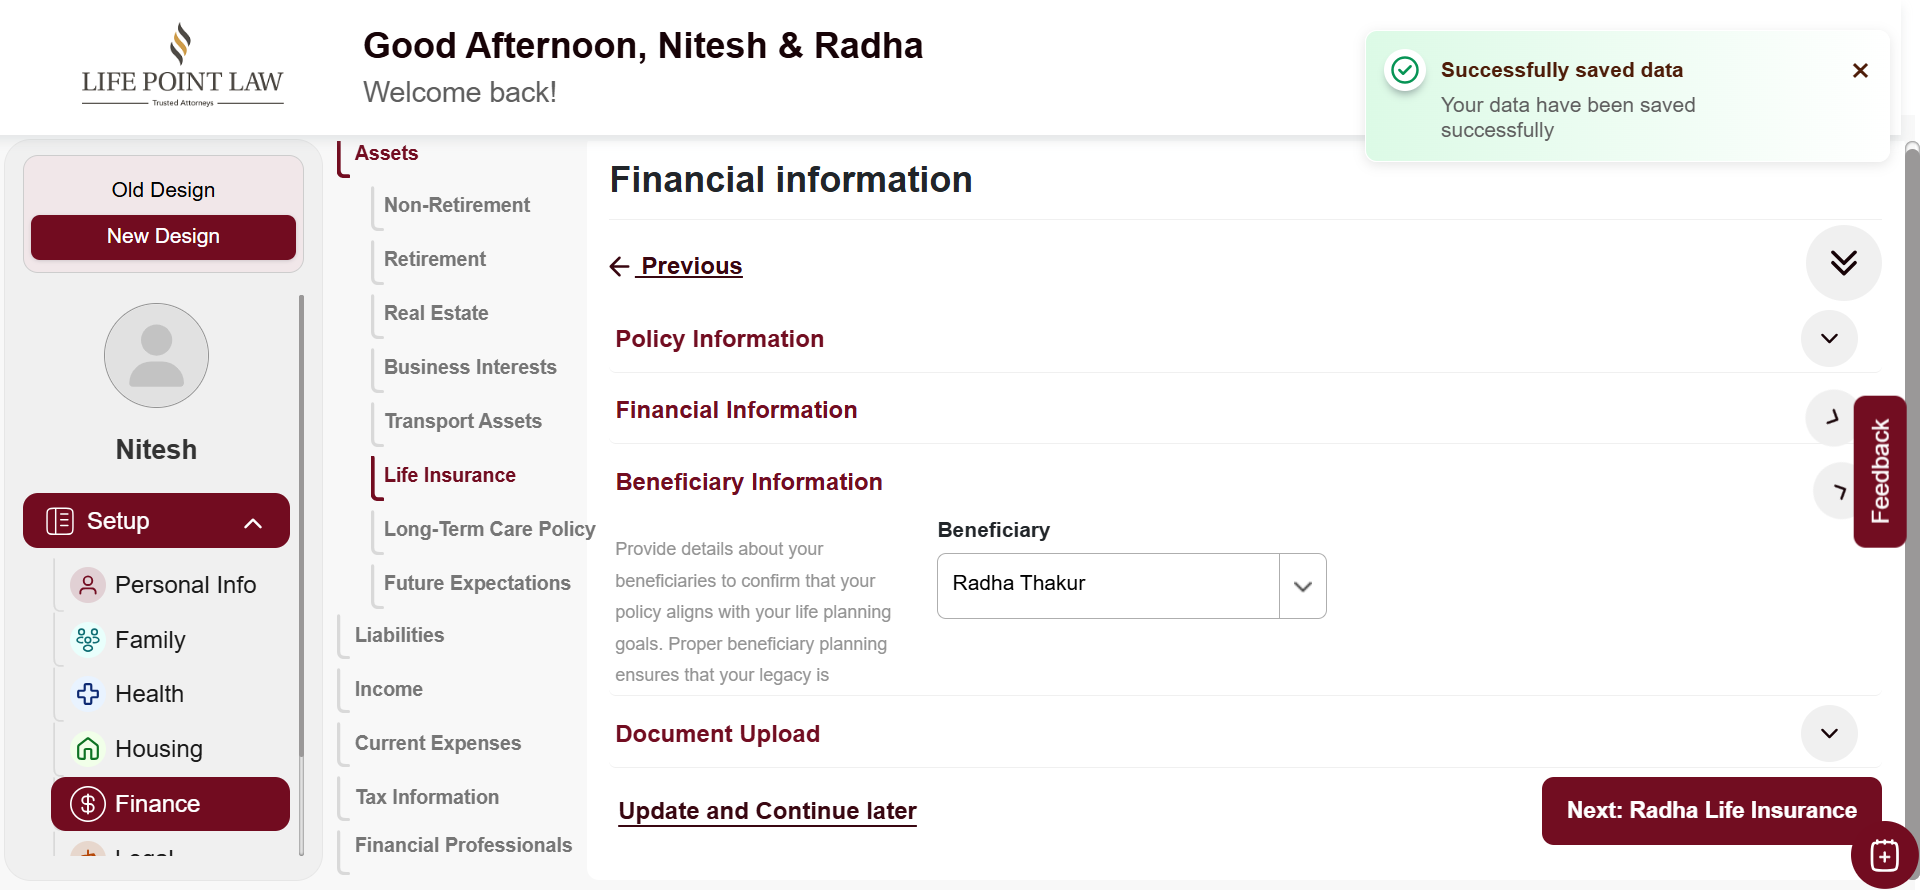 LIFE POINT LAW
Trusted Attorneys
Good Afternoon, Nitesh & Radha
Welcome back!
Successfully saved data
Your data have been saved
successfully
Old Design
New Design
Nitesh
Setup
Personal Info
Family
Health
Housing
Finance
Legal
Assets
Non-Retirement
Retirement
Real Estate
Business Interests
Transport Assets
Life Insurance
Long-Term Care Policy
Future Expectations
Liabilities
Income
Current Expenses
Tax Information
Financial Professionals
Financial information
Previous
Policy Information
Financial Information
Beneficiary Information
Provide details about your
beneficiaries to confirm that your
policy aligns with your life planning
goals. Proper beneficiary planning
ensures that your legacy is
Beneficiary
Radha Thakur
Document Upload
Update and Continue later
Next: Radha Life Insurance
Feedback